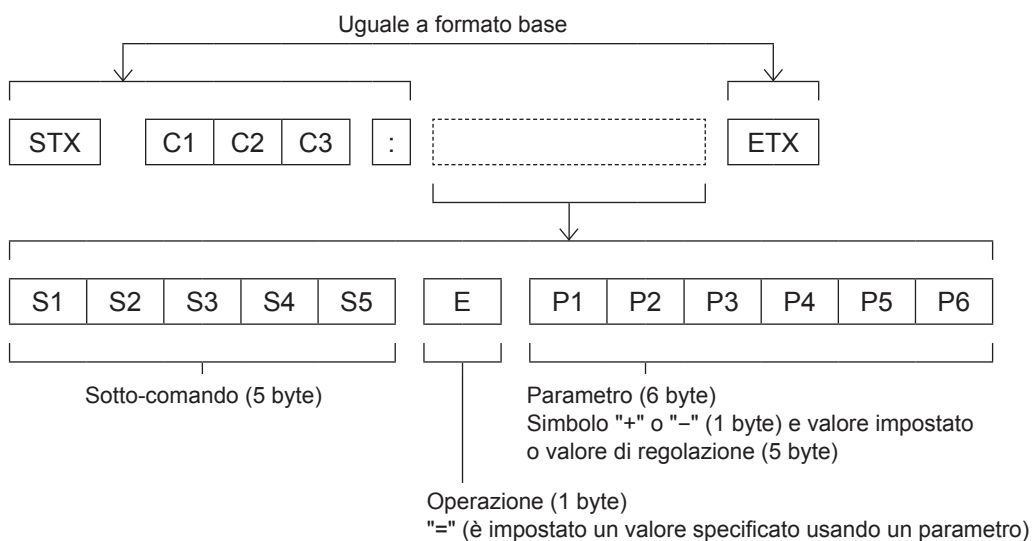 Uguale a formato base
STX C1 C2 C3 : ETX
S1 S2 S3 S4 S5 E P1 P2 P3 P4 P5 P6
Sotto-comando (5 byte)
Parametro (6 byte)
Simbolo "+" o "−" (1 byte) e valore impostato
o valore di regolazione (5 byte)
Operazione (1 byte)
"=" (è impostato un valore specificato usando un parametro)